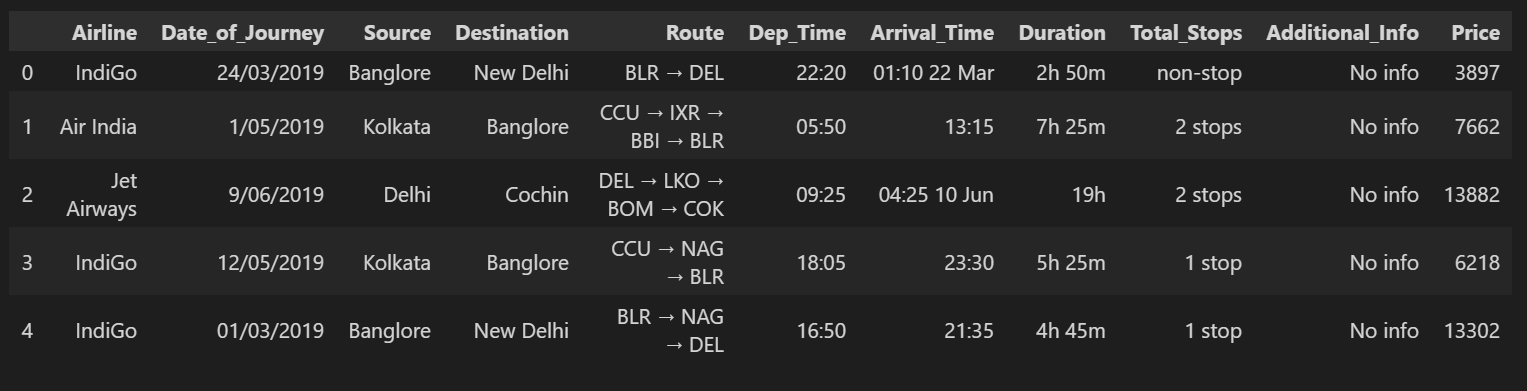 Airline Date_of_Journey Source Destination Route Dep_Time Arrival_Time Duration Total_Stops Additional_Info Price
0 IndiGo 24/03/2019 Banglore New Delhi BLR → DEL 22:20 01:10 22 Mar 2h 50m non-stop No info 3897
1 Air India 1/05/2019 Kolkata Banglore CCU → IXR → BBI → BLR 05:50 13:15 7h 25m 2 stops No info 7662
2 Jet Airways 9/06/2019 Delhi Cochin DEL → LKO → BOM → COK 09:25 04:25 10 Jun 19h 2 stops No info 13882
3 IndiGo 12/05/2019 Kolkata Banglore CCU → NAG → BLR 18:05 23:30 5h 25m 1 stop No info 6218
4 IndiGo 01/03/2019 Banglore New Delhi BLR → NAG → DEL 16:50 21:35 4h 45m 1 stop No info 13302